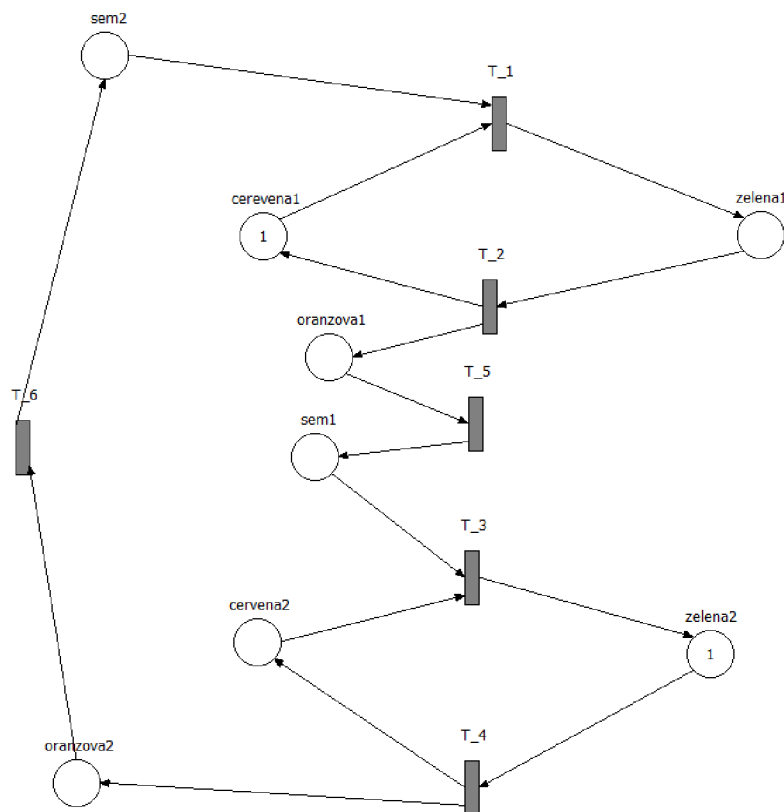 sem2
T_1
cerevena1
zelena1
1
T_2
oranzova1
T_5
T_6
sem1
T_3
cervena2
zelena2
1
T_4
oranzova2